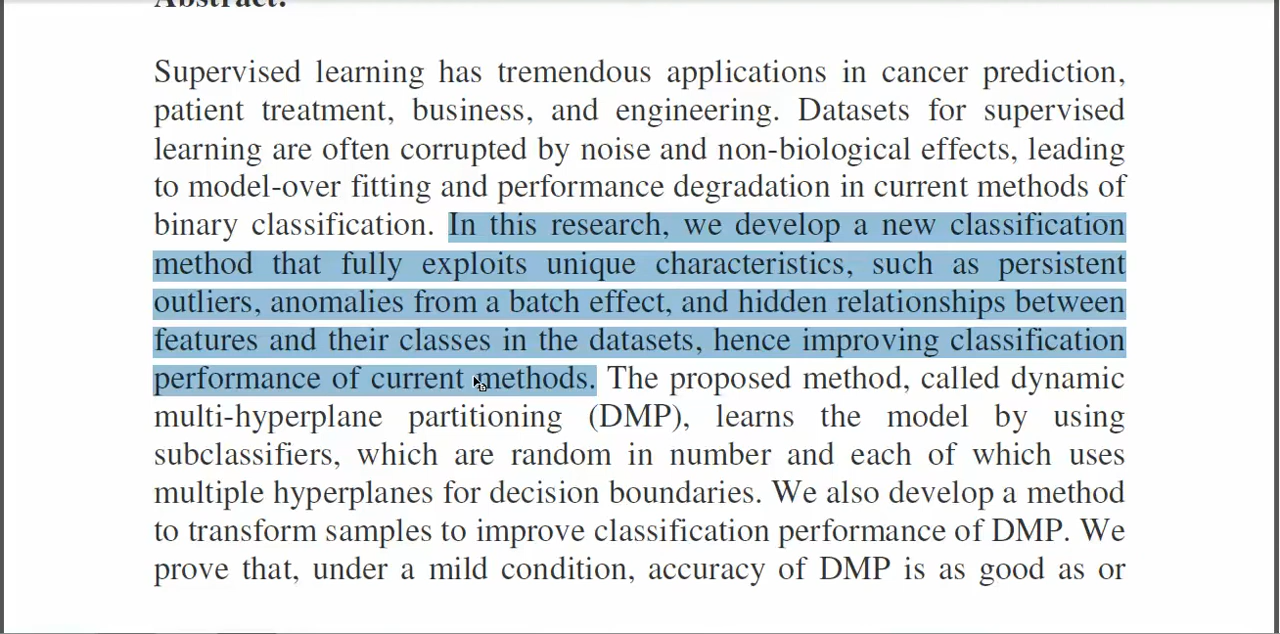 Abstract:
Supervised learning has tremendous applications in cancer prediction,
patient treatment, business, and engineering. Datasets for supervised
learning are often corrupted by noise and non-biological effects, leading
to model-over fitting and performance degradation in current methods of
binary classification. In this research, we develop a new classification
method that fully exploits unique characteristics, such as persistent
outliers, anomalies from a batch effect, and hidden relationships between
features and their classes in the datasets, hence improving classification
performance of current methods. The proposed method, called dynamic
multi-hyperplane partitioning (DMP), learns the model by using
subclassifiers, which are random in number and each of which uses
multiple hyperplanes for decision boundaries. We also develop a method
to transform samples to improve classification performance of DMP. We
prove that, under a mild condition, accuracy of DMP is as good as or